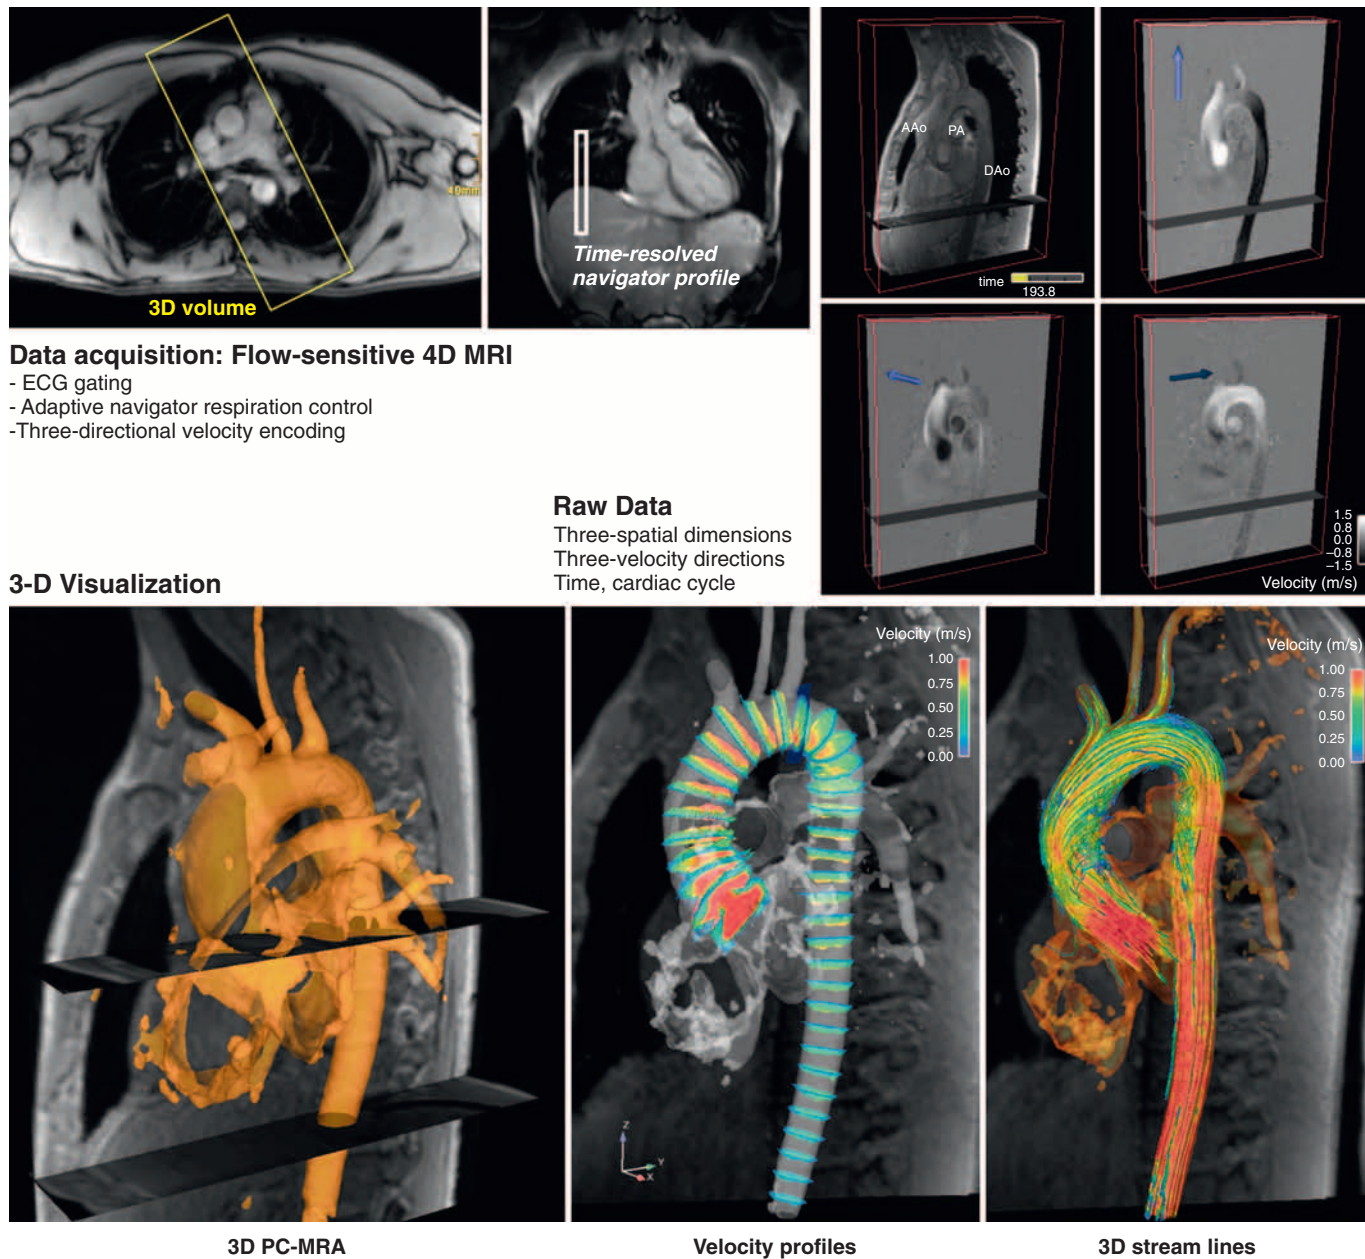 3D volume
40mm
Time-resolved
navigator profile
AAo
PA
DAo
time
193.8
Data acquisition: Flow-sensitive 4D MRI
- ECG gating
- Adaptive navigator respiration control
-Three-directional velocity encoding
Raw Data
Three-spatial dimensions
Three-velocity directions
Time, cardiac cycle
1.5
0.8
0.0
−0.8
−1.5
Velocity (m/s)
3-D Visualization
Velocity (m/s)
1.00
0.75
0.50
0.25
0.00
Z
Y
X
Velocity (m/s)
1.00
0.75
0.50
0.25
0.00
3D PC-MRA
Velocity profiles
3D stream lines